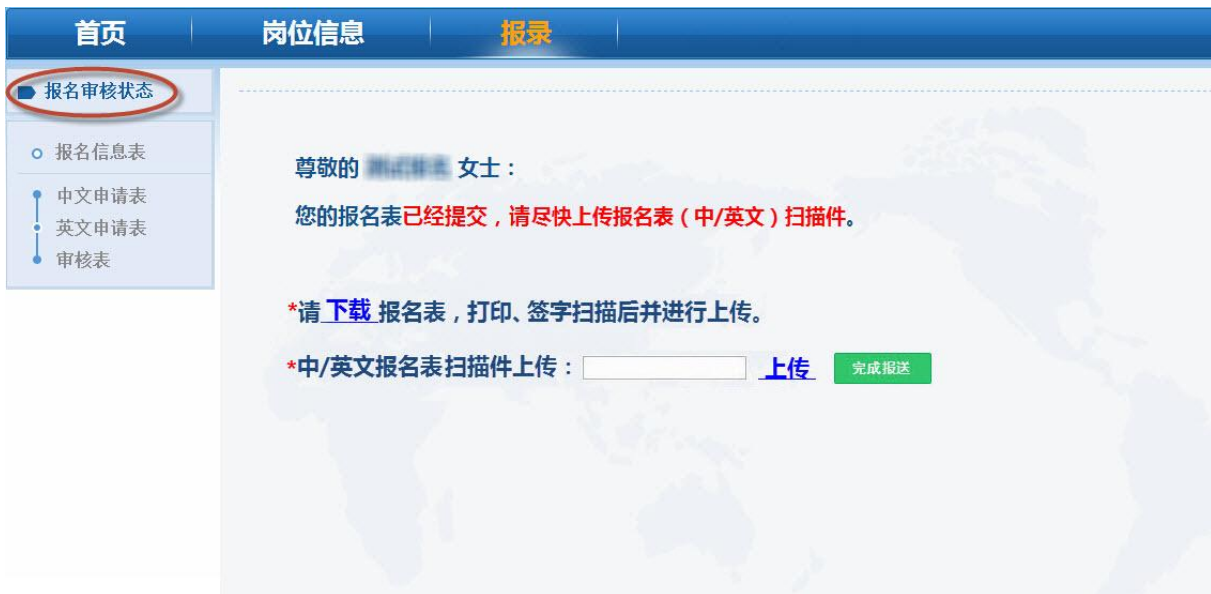 首页 岗位信息 报录
报名审核状态
报名信息表
中文申请表
英文申请表
审核表
尊敬的 女士：
您的报名表已经提交，请尽快上传报名表（中/英文）扫描件。
*请 下载 报名表，打印、签字扫描后并进行上传。
*中/英文报名表扫描件上传： 上传 完成报送